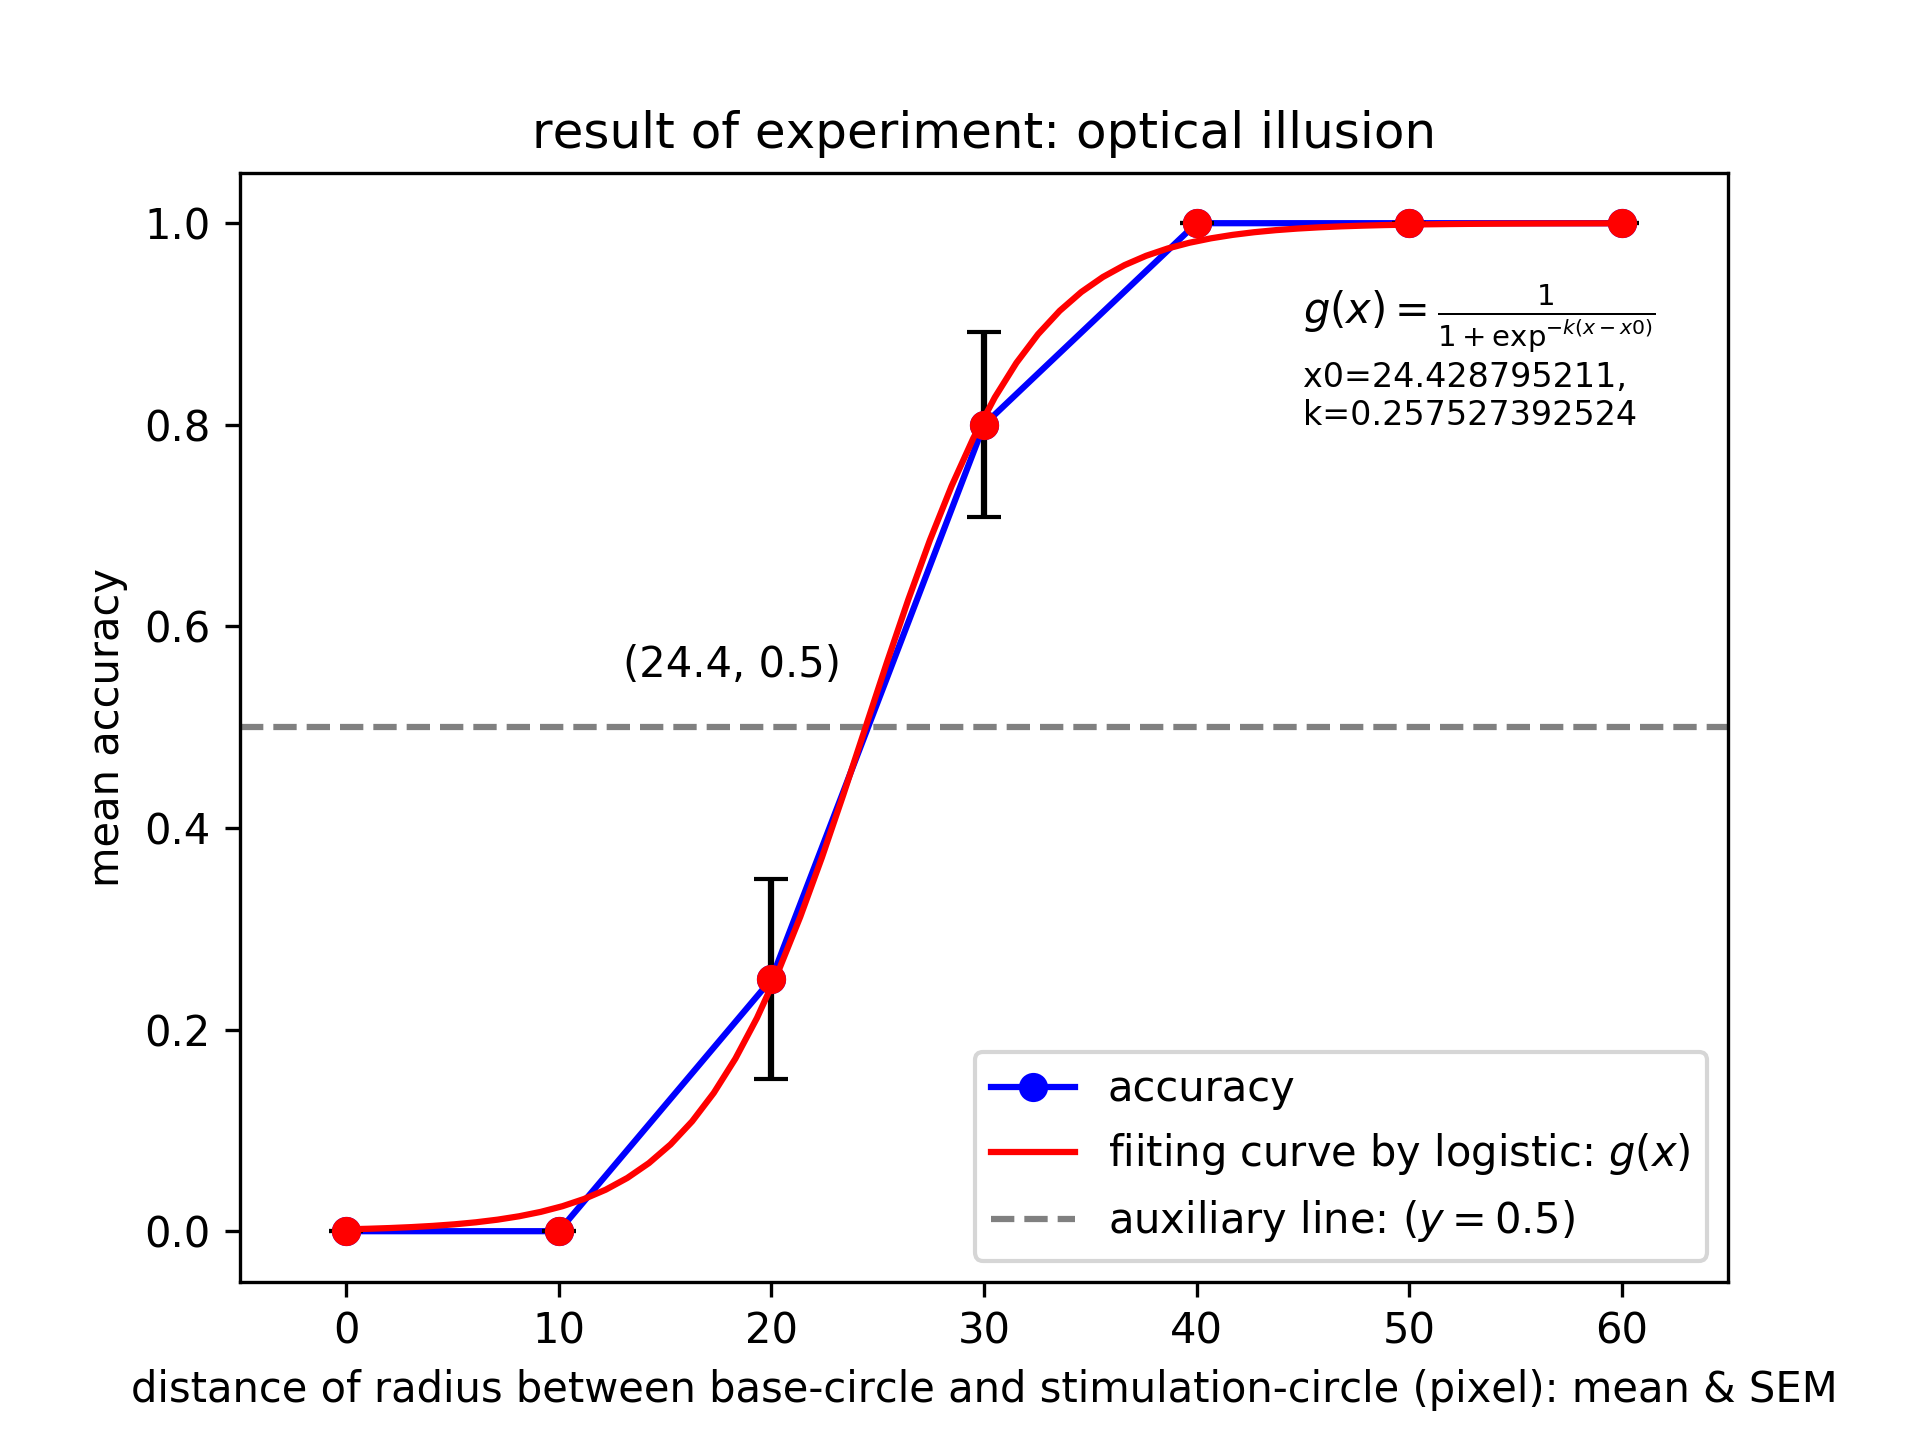 result of experiment: optical illusion
1.0
0.8
0.6
0.4
0.2
0.0
mean accuracy
g(x) = 1 / 1 + exp^{-k(x-x0)}
x0=24.428795211,
k=0.257527392524
(24.4, 0.5)
accuracy
fiiting curve by logistic: g(x)
auxiliary line: (y = 0.5)
0 10 20 30 40 50 60
distance of radius between base-circle and stimulation-circle (pixel): mean & SEM